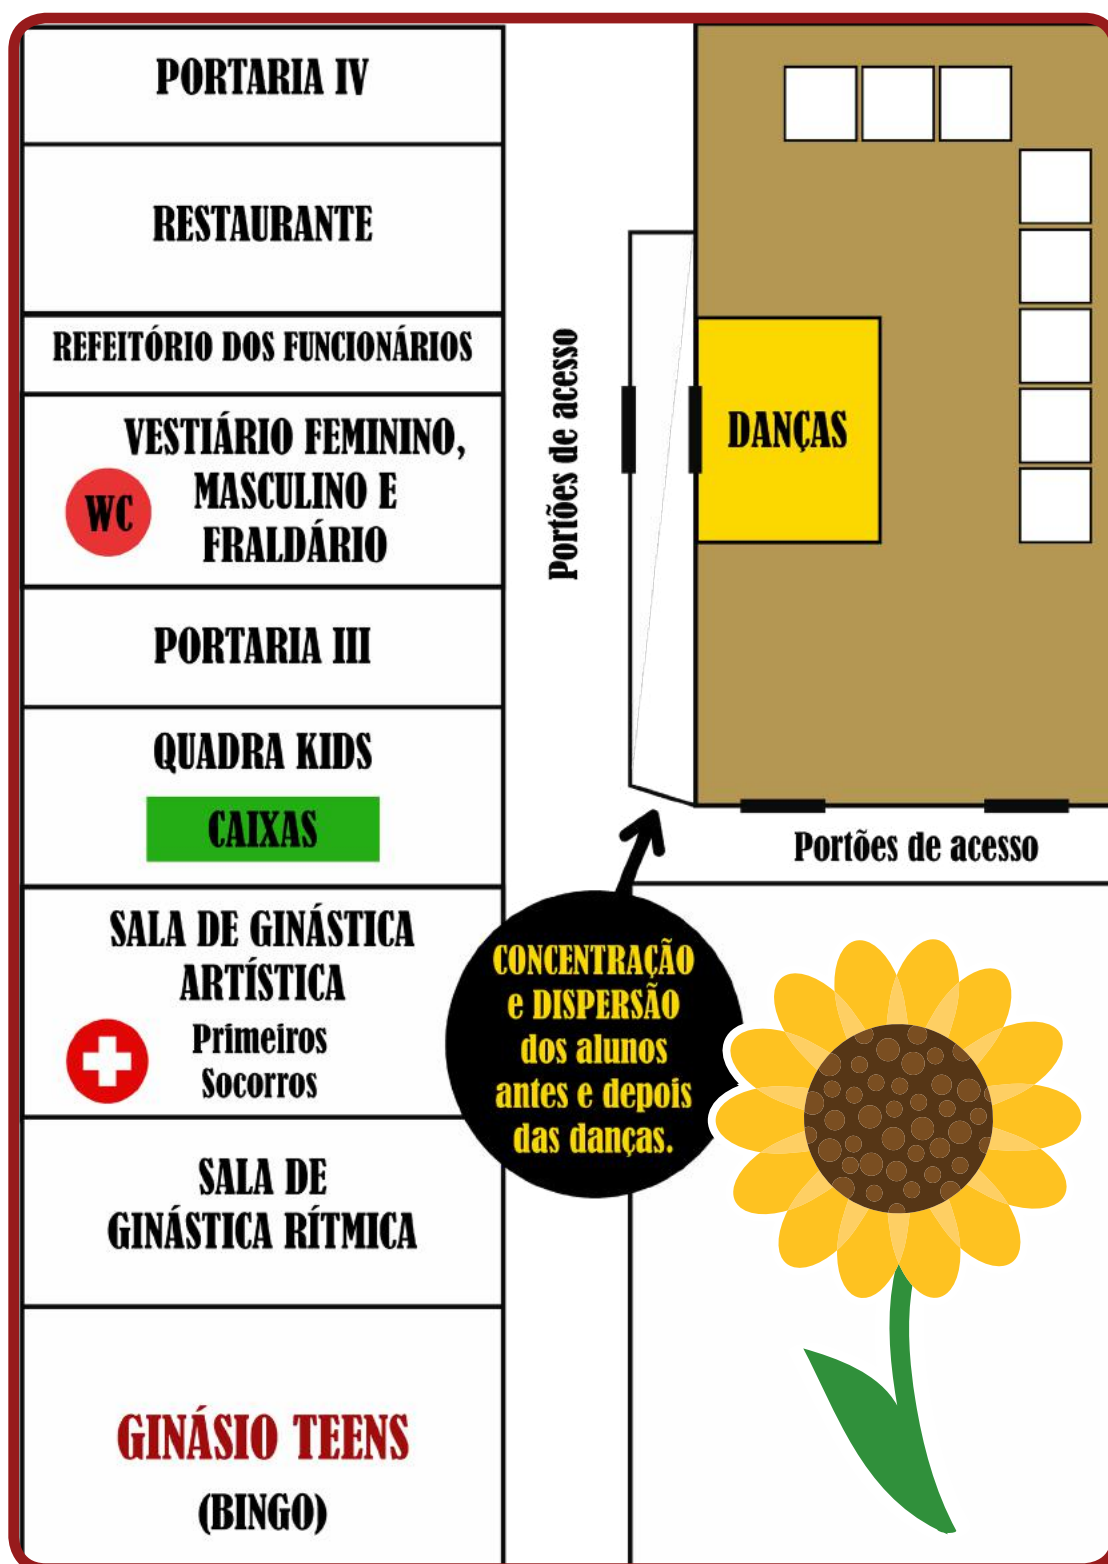 PORTARIA IV
RESTAURANTE
REFEITÓRIO DOS FUNCIONÁRIOS
VESTIÁRIO FEMININO,
MASCULINO E
FRALDÁRIO
WC
PORTARIA III
QUADRA KIDS
CAIXAS
SALA DE GINÁSTICA
ARTÍSTICA
Primeiros
Socorros
SALA DE
GINÁSTICA RÍTMICA
GINÁSIO TEENS
(BINGO)
Portões de acesso
DANÇAS
Portões de acesso
CONCENTRAÇÃO
e DISPERSÃO
dos alunos
antes e depois
das danças.